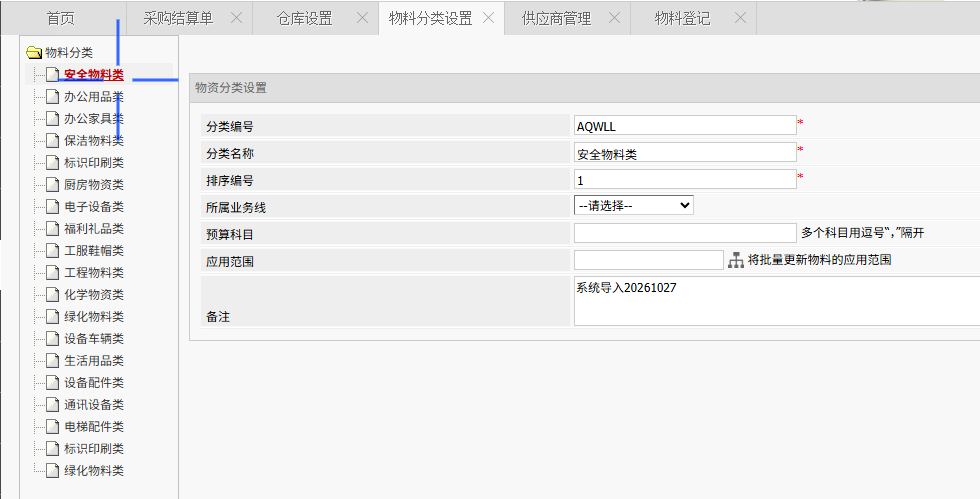 首页 采购结算单 仓库设置 物料分类设置 供应商管理 物料登记
物料分类
安全物料类
办公用品类
办公家具类
保洁物料类
标识印刷类
厨房物资类
电子设备类
福利礼品类
工服鞋帽类
工程物料类
化学物资类
绿化物料类
设备车辆类
生活用品类
设备配件类
通讯设备类
电梯配件类
标识印刷类
绿化物料类
物资分类设置
分类编号 AQWLL *
分类名称 安全物料类 *
排序编号 1 *
所属业务线 --请选择--
预算科目 多个科目用逗号“，”隔开
应用范围 将批量更新物料的应用范围
备注 系统导入20261027